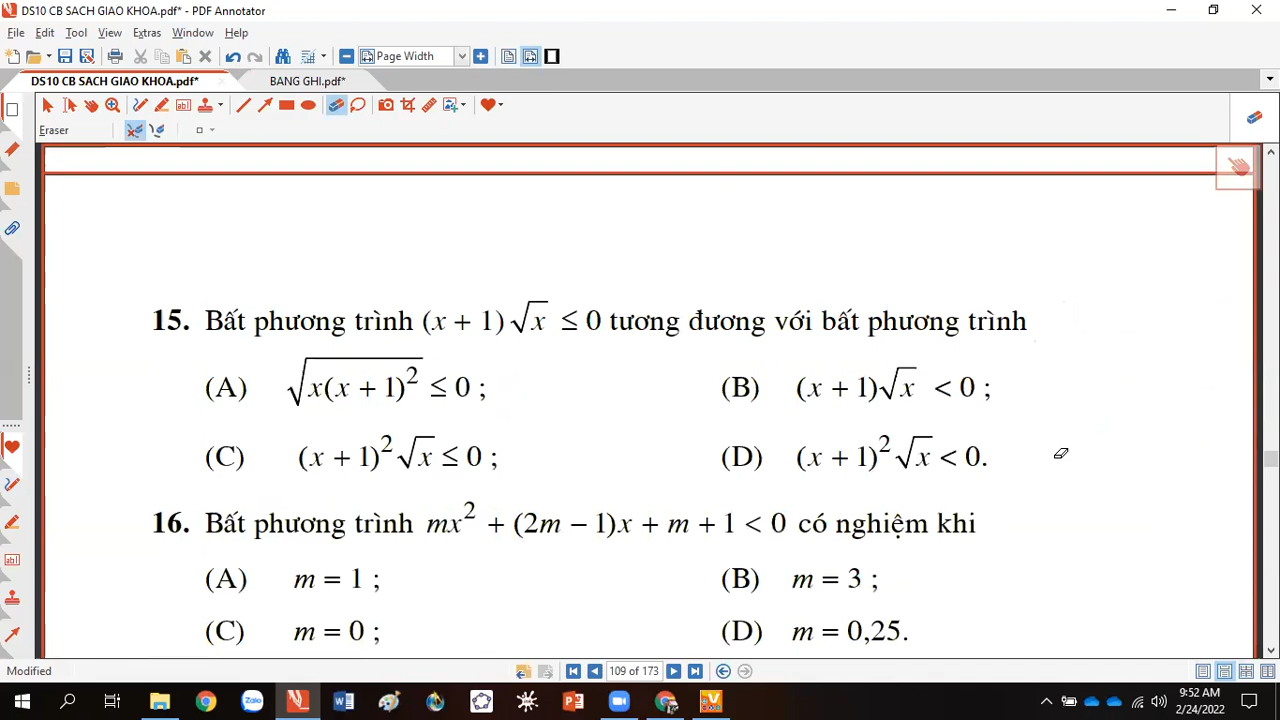 DS10 CB SACH GIAO KHOA.pdf* - PDF Annotator
File Edit Tool View Extras Window Help
Page Width
DS10 CB SACH GIAO KHOA.pdf* BANG GHI.pdf*
Eraser
15. Bất phương trình (x + 1)√x ≤ 0 tương đương với bất phương trình
(A) √(x(x + 1)²) ≤ 0 ; (B) (x + 1)√x < 0 ;
(C) (x + 1)²√x ≤ 0 ; (D) (x + 1)²√x < 0.
16. Bất phương trình mx² + (2m − 1)x + m + 1 < 0 có nghiệm khi
(A) m = 1 ; (B) m = 3 ;
(C) m = 0 ; (D) m = 0,25.
Modified 109 of 173
Zalo
9:52 AM
2/24/2022